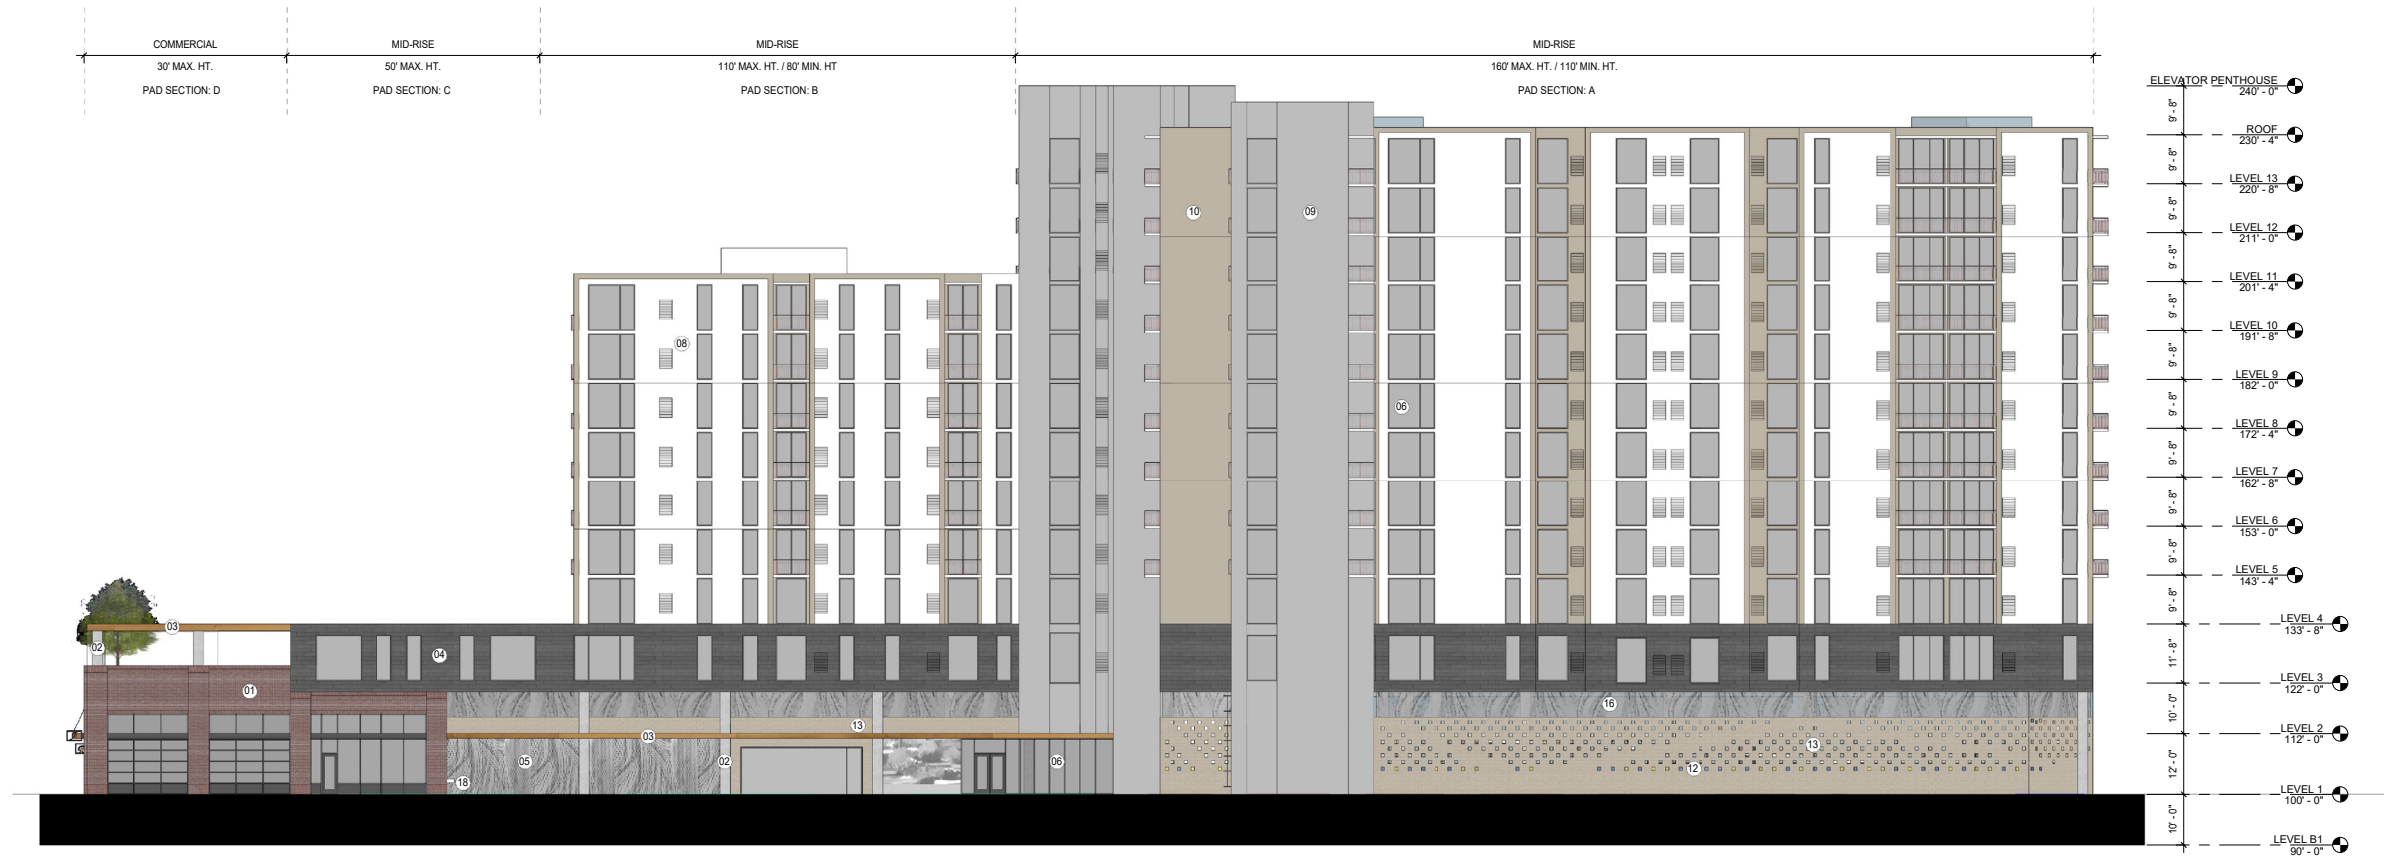 COMMERCIAL
30' MAX. HT.
PAD SECTION: D
MID-RISE
50' MAX. HT.
PAD SECTION: C
MID-RISE
110' MAX. HT. / 80' MIN. HT
PAD SECTION: B
MID-RISE
160' MAX. HT. / 110' MIN. HT.
PAD SECTION: A
ELEVATOR PENTHOUSE
240' - 0"
9' - 8"
ROOF
230' - 4"
9' - 8"
LEVEL 13
220' - 8"
9' - 8"
LEVEL 12
211' - 0"
9' - 8"
LEVEL 11
201' - 4"
9' - 8"
LEVEL 10
191' - 8"
9' - 8"
LEVEL 9
182' - 0"
9' - 8"
LEVEL 8
172' - 4"
9' - 8"
LEVEL 7
162' - 8"
9' - 8"
LEVEL 6
153' - 0"
9' - 8"
LEVEL 5
143' - 4"
9' - 8"
LEVEL 4
133' - 8"
11' - 8"
LEVEL 3
122' - 0"
10' - 0"
LEVEL 2
112' - 0"
12' - 0"
LEVEL 1
100' - 0"
10' - 0"
LEVEL B1
90' - 0"
10
09
08
06
03
02
04
01
16
13
03
13
05
02
06
12
18